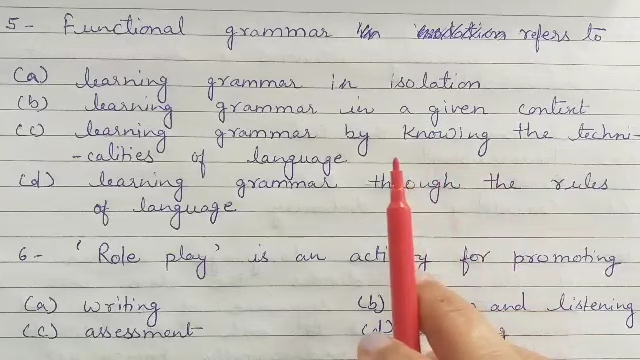 5- Functional grammar in isolation refers to
(a) learning grammar in isolation
(b) learning grammar in a given context
(c) learning grammar by knowing the techni-
-calities of language
(d) learning grammar through the rules
of language
6- 'Role play' is an activity for promoting
(a) writing (b) and listening
(c) assessment (d)